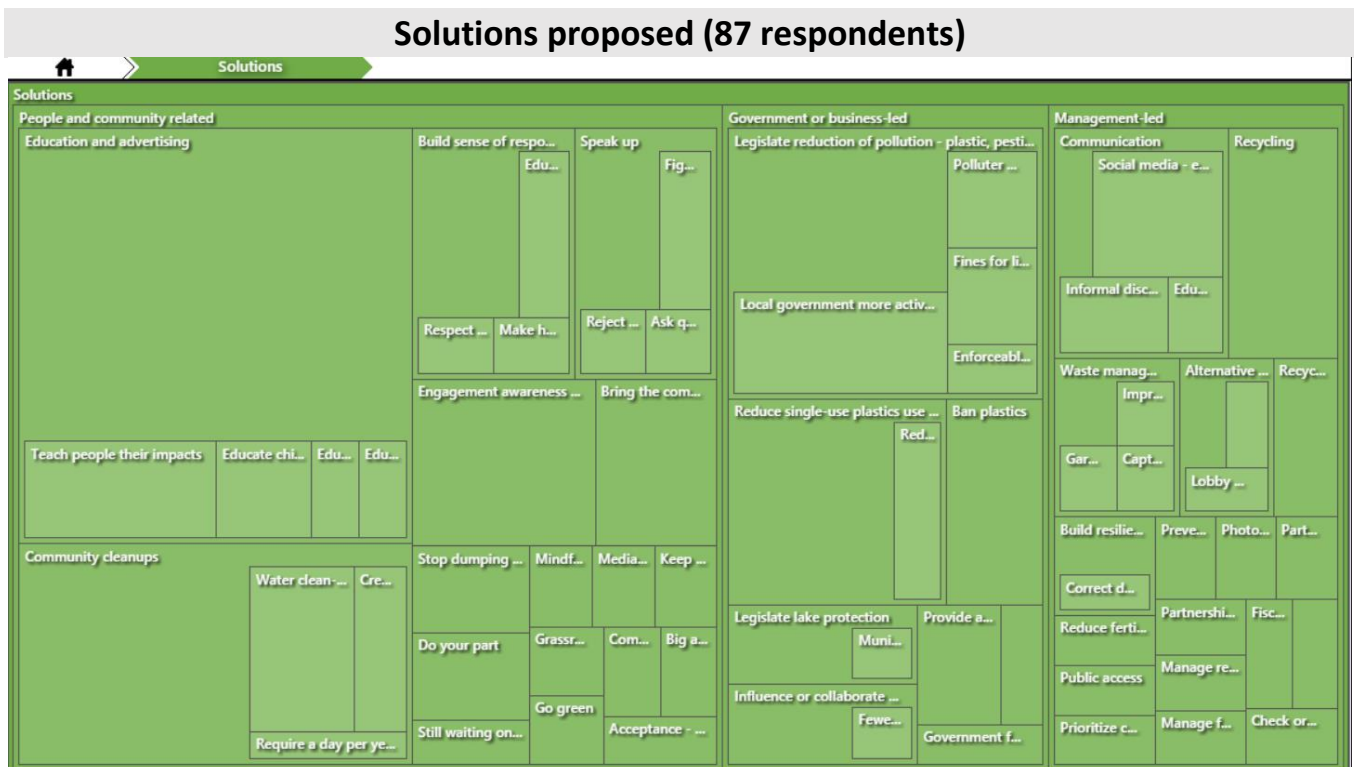 Solutions proposed (87 respondents)
Solutions
Solutions
People and community related
Education and advertising
Teach people their impacts
Educate chi...
Edu...
Edu...
Community cleanups
Water clean-...
Cre...
Require a day per ye...
Build sense of respo...
Edu...
Respect ...
Make h...
Speak up
Fig...
Reject ...
Ask q...
Engagement awareness ...
Bring the com...
Stop dumping ...
Mindf...
Media...
Keep ...
Do your part
Grassr...
Com...
Big a...
Go green
Still waiting on...
Acceptance - ...
Government or business-led
Legislate reduction of pollution - plastic, pesti...
Polluter ...
Fines for li...
Local government more activ...
Enforceabl...
Reduce single-use plastics use ...
Red...
Ban plastics
Legislate lake protection
Muni...
Provide a...
Influence or collaborate ...
Fewe...
Government f...
Management-led
Communication
Social media - e...
Informal disc...
Edu...
Recycling
Waste manag...
Impr...
Gar...
Capt...
Alternative ...
Lobby ...
Recyc...
Build resilie...
Correct d...
Preve...
Photo...
Part...
Reduce ferti...
Partnershi...
Fisc...
Public access
Manage re...
Prioritize c...
Manage f...
Check or...